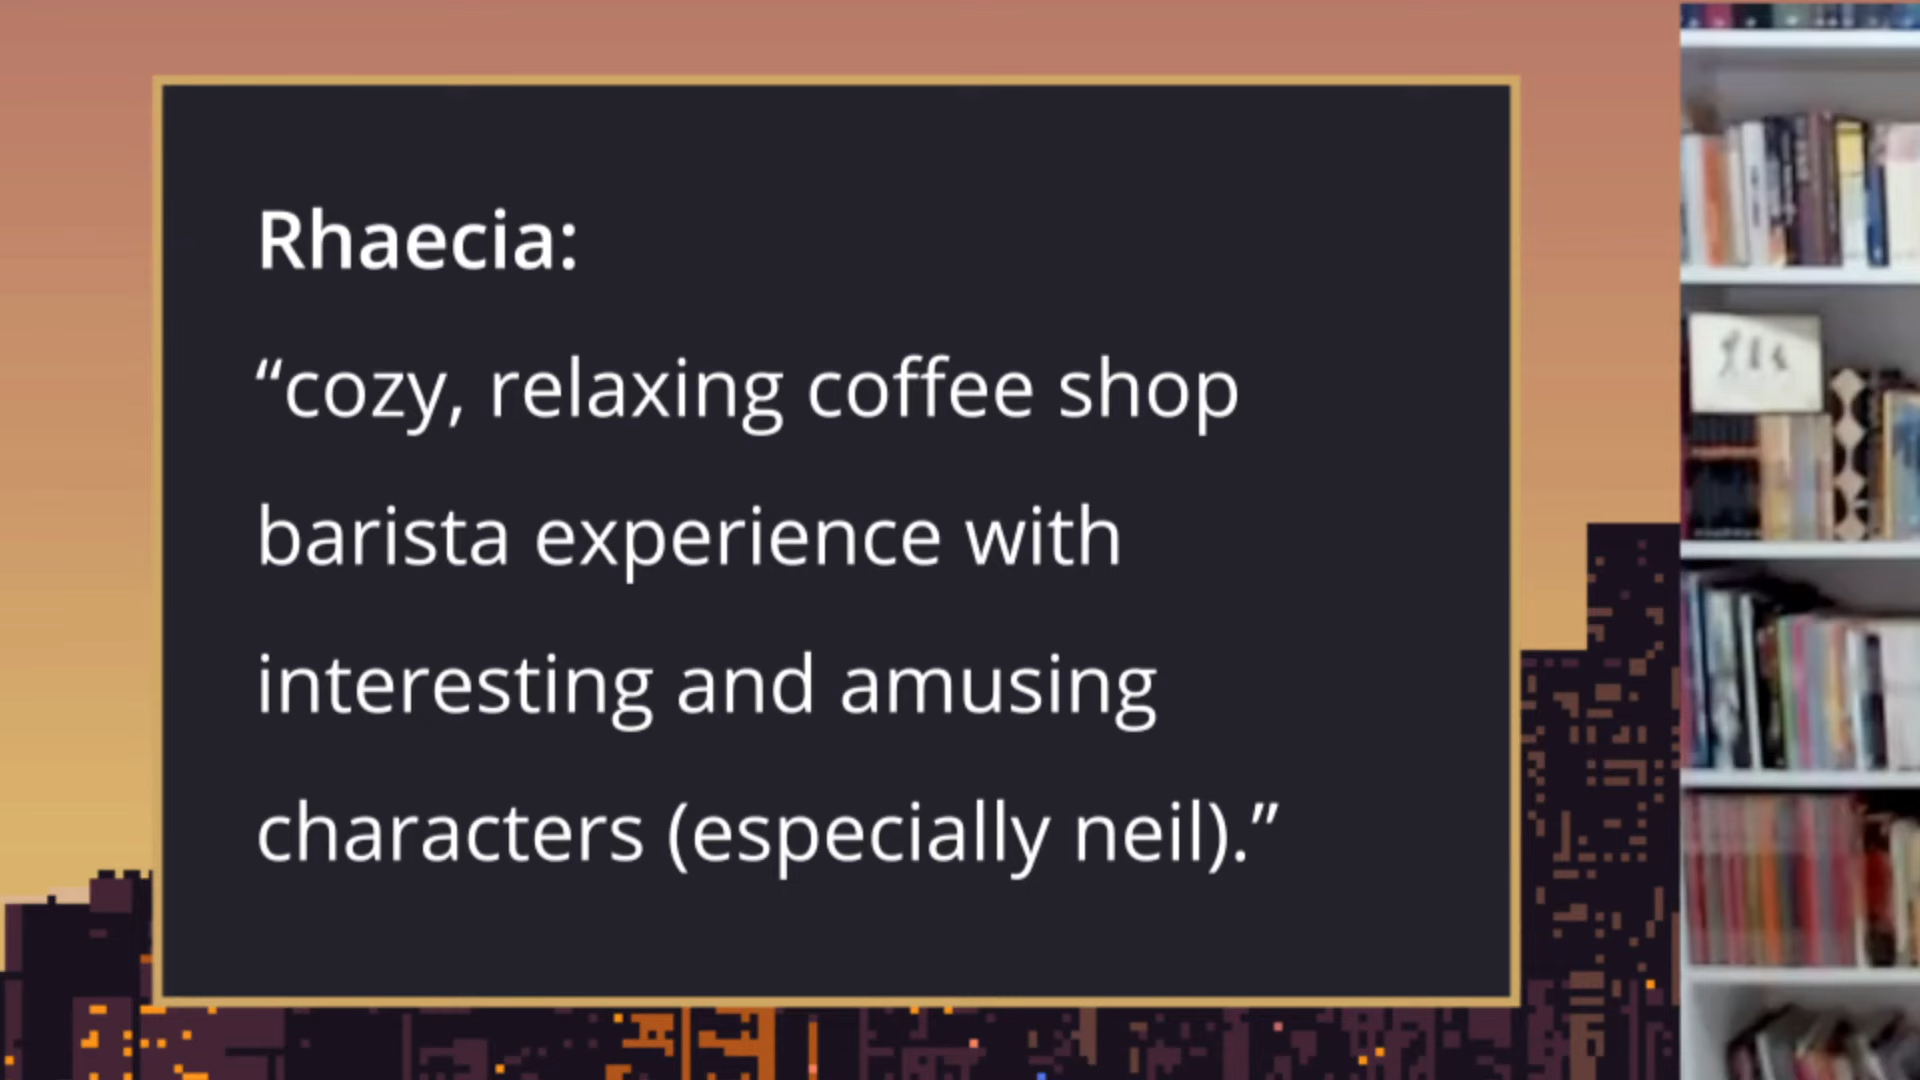 Rhaecia:
“cozy, relaxing coffee shop
barista experience with
interesting and amusing
characters (especially neil).”